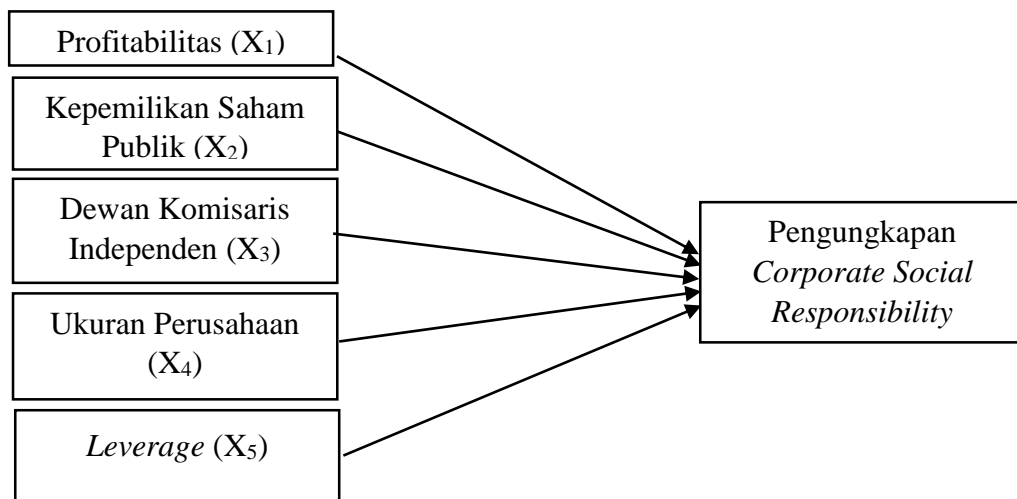 Profitabilitas (X₁)
Kepemilikan Saham
Publik (X₂)
Dewan Komisaris
Independen (X₃)
Ukuran Perusahaan
(X₄)
Leverage (X₅)
Pengungkapan
Corporate Social
Responsibility